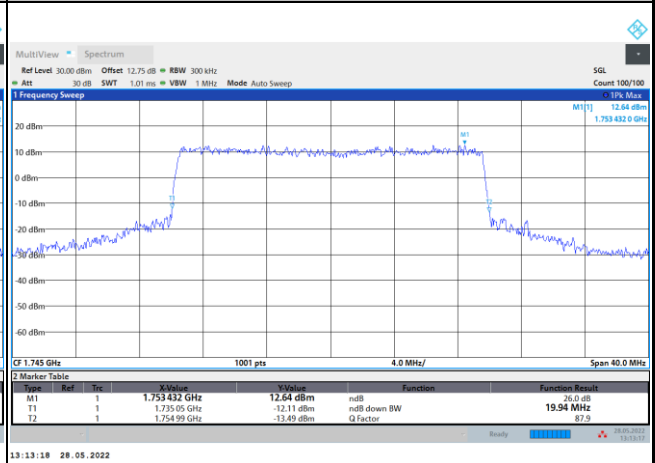 MultiView Spectrum
Ref Level 30.00 dBm Offset 12.75 dB RBW 300 kHz SGL
Att 30 dB SWT 1.01 ms VBW 1 MHz Mode Auto Sweep Count 100/100
1 Frequency Sweep 1Pk Max
M1[1] 12.64 dBm
1.753 432 0 GHz
20 dBm
M1
10 dBm
0 dBm
-10 dBm
T1
T2
-20 dBm
-30 dBm
-40 dBm
-50 dBm
-60 dBm
CF 1.745 GHz 1001 pts 4.0 MHz/ Span 40.0 MHz
2 Marker Table
Type Ref Trc X-Value Y-Value Function Function Result
M1 1 1.753 432 GHz 12.64 dBm ndB 26.0 dB
T1 1 1.735 05 GHz -12.11 dBm ndB down BW 19.94 MHz
T2 1 1.754 99 GHz -13.49 dBm Q Factor 87.9
Ready 28.05.2022
13:13:17
13:13:18 28.05.2022